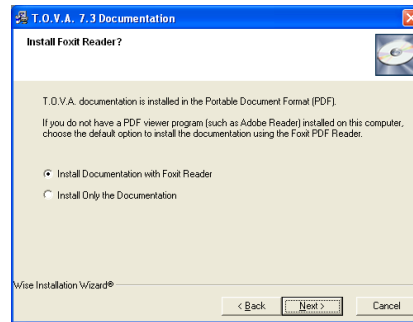 T.O.V.A. 7.3 Documentation
Install Foxit Reader?
T.O.V.A. documentation is installed in the Portable Document Format (PDF).
If you do not have a PDF viewer program (such as Adobe Reader) installed on this computer,
choose the default option to install the documentation using the Foxit PDF Reader.
Install Documentation with Foxit Reader
Install Only the Documentation
Wise Installation Wizard®
< Back Next > Cancel